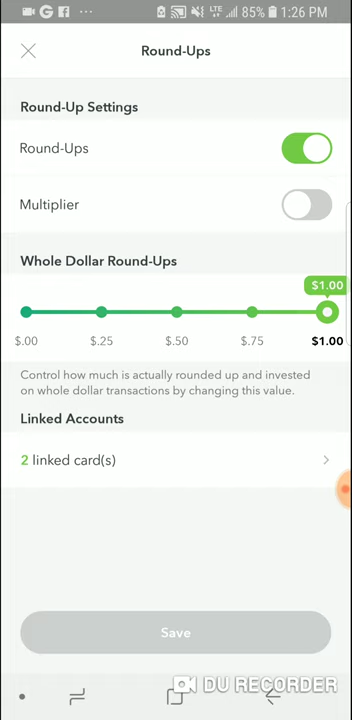 LTE 85% 1:26 PM
Round-Ups
Round-Up Settings
Round-Ups
Multiplier
Whole Dollar Round-Ups
$1.00
$.00 $.25 $.50 $.75 $1.00
Control how much is actually rounded up and invested
on whole dollar transactions by changing this value.
Linked Accounts
2 linked card(s)
Save
DU RECORDER